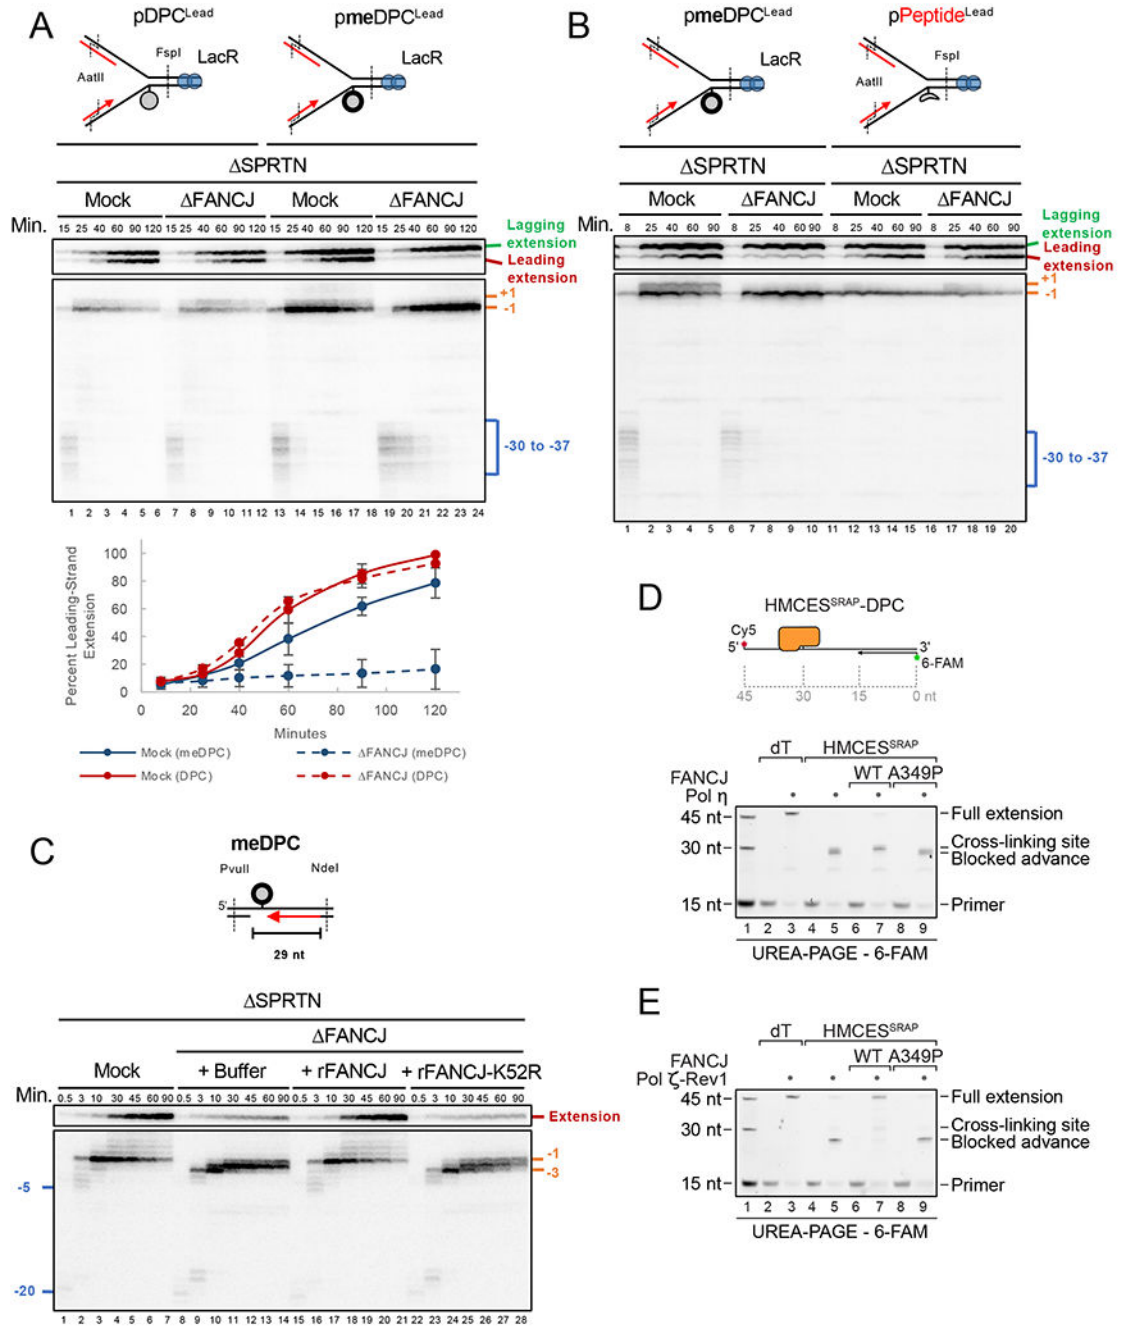 A
pDPC^Lead
pmeDPC^Lead
FspI
LacR
LacR
AatII
ΔSPRTN
Mock
ΔFANCJ
Mock
ΔFANCJ
Min. 15 25 40 60 90 120 15 25 40 60 90 120 15 25 40 60 90 120 15 25 40 60 90 120
Lagging extension
Leading extension
+1
-1
-30 to -37
1 2 3 4 5 6 7 8 9 10 11 12 13 14 15 16 17 18 19 20 21 22 23 24
Percent Leading-Strand Extension
100
80
60
40
20
0
0 20 40 60 80 100 120
Minutes
Mock (meDPC)
ΔFANCJ (meDPC)
Mock (DPC)
ΔFANCJ (DPC)
B
pmeDPC^Lead
pPeptide^Lead
LacR
FspI
AatII
ΔSPRTN
ΔSPRTN
Mock
ΔFANCJ
Mock
ΔFANCJ
Min. 8 25 40 60 90 8 25 40 60 90 8 25 40 60 90 8 25 40 60 90
Lagging extension
Leading extension
+1
-1
-30 to -37
1 2 3 4 5 6 7 8 9 10 11 12 13 14 15 16 17 18 19 20
C
meDPC
PvuII
NdeI
5'
29 nt
ΔSPRTN
ΔFANCJ
Mock
+ Buffer
+ rFANCJ
+ rFANCJ-K52R
Min. 0.5 3 10 30 45 60 90 0.5 3 10 30 45 60 90 0.5 3 10 30 45 60 90 0.5 3 10 30 45 60 90
Extension
-1
-3
-5
-20
1 2 3 4 5 6 7 8 9 10 11 12 13 14 15 16 17 18 19 20 21 22 23 24 25 26 27 28
D
HMCES^SRAP-DPC
Cy5
5'
3'
6-FAM
45 30 15 0 nt
dT
HMCES^SRAP
FANCJ WT A349P
Pol η • • • •
45 nt
30 nt
15 nt
Full extension
Cross-linking site
Blocked advance
Primer
1 2 3 4 5 6 7 8 9
UREA-PAGE - 6-FAM
E
dT
HMCES^SRAP
FANCJ WT A349P
Pol ζ-Rev1 • • • •
45 nt
30 nt
15 nt
Full extension
Cross-linking site
Blocked advance
Primer
1 2 3 4 5 6 7 8 9
UREA-PAGE - 6-FAM